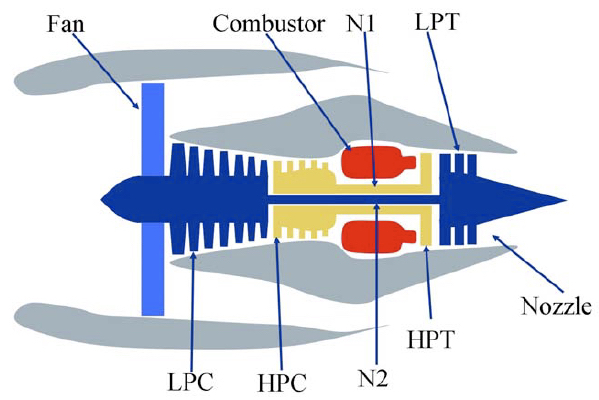 Fan
Combustor
N1
LPT
Nozzle
HPT
LPC
HPC
N2